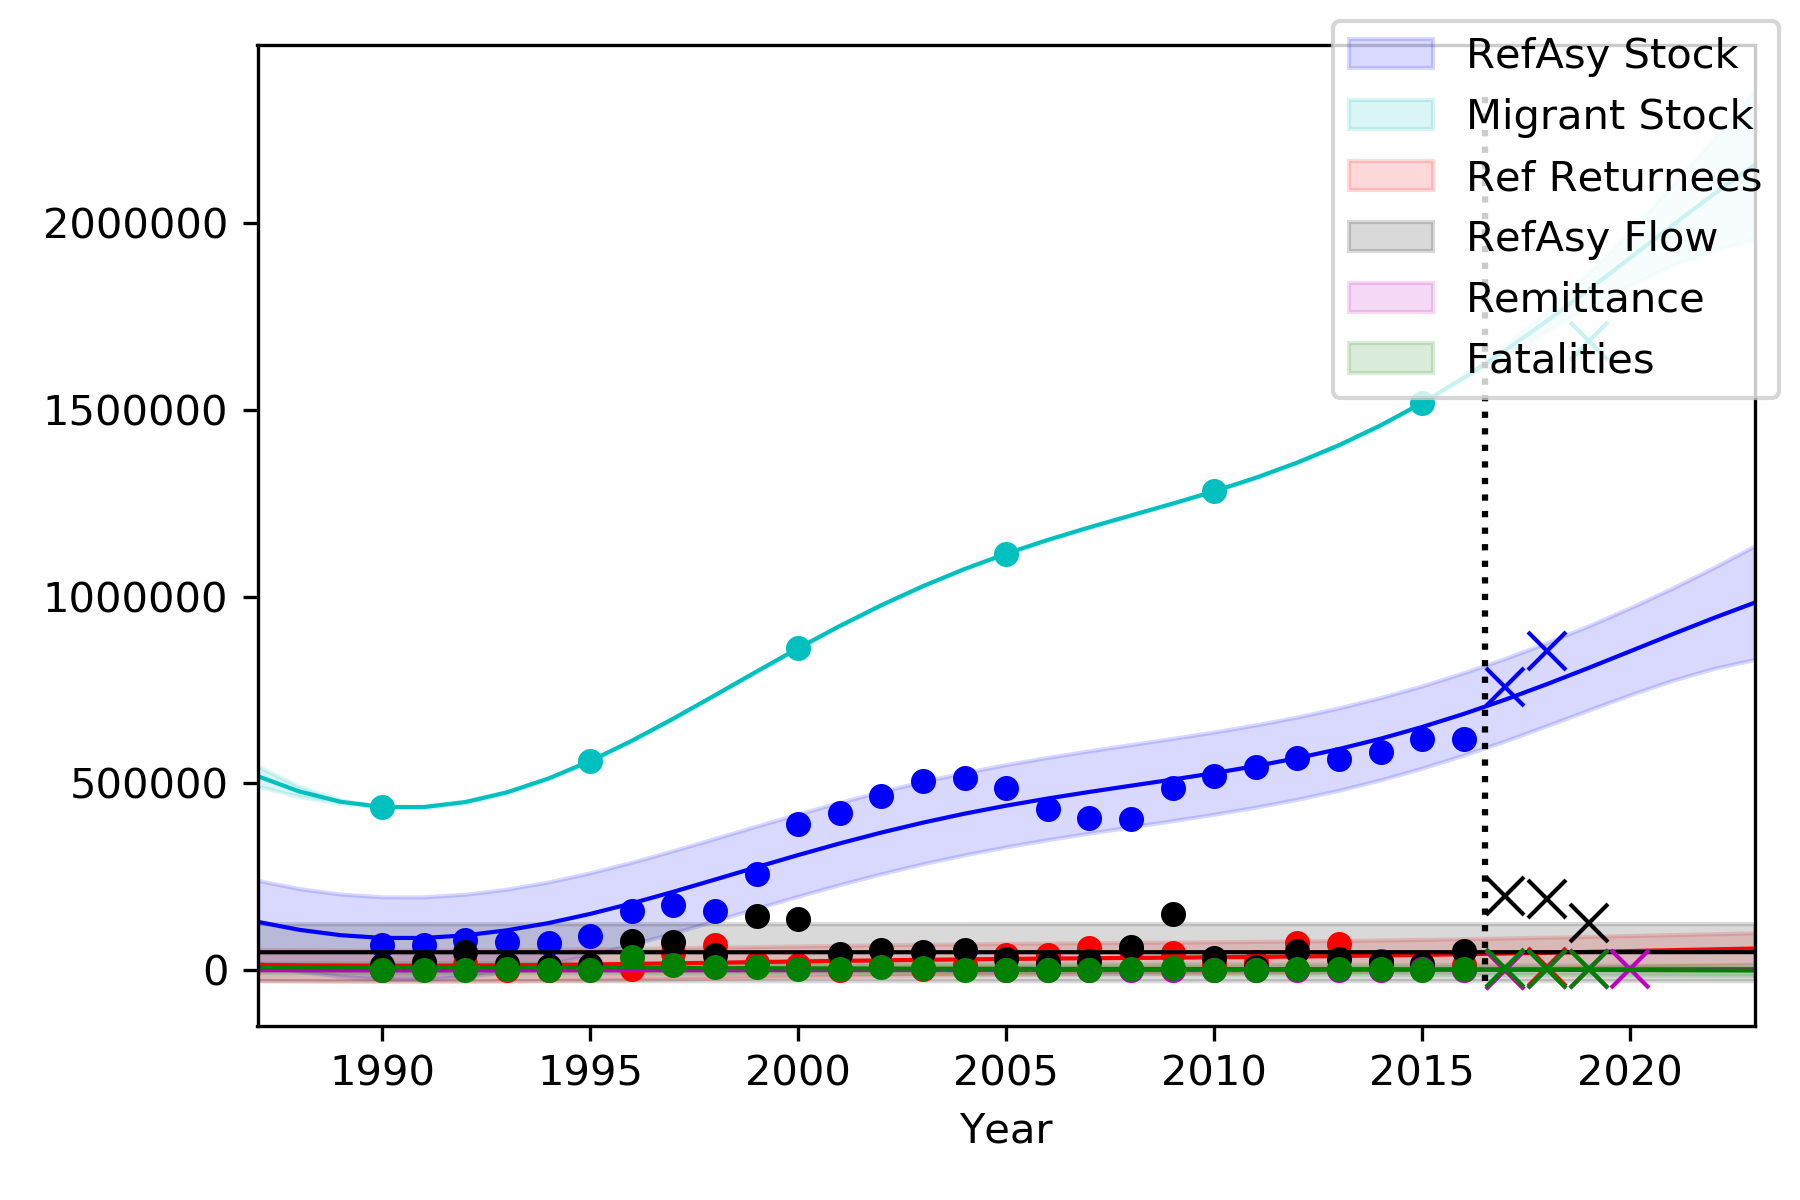 RefAsy Stock
Migrant Stock
Ref Returnees
RefAsy Flow
Remittance
Fatalities
2000000
1500000
1000000
500000
0
1990 1995 2000 2005 2010 2015 2020
Year